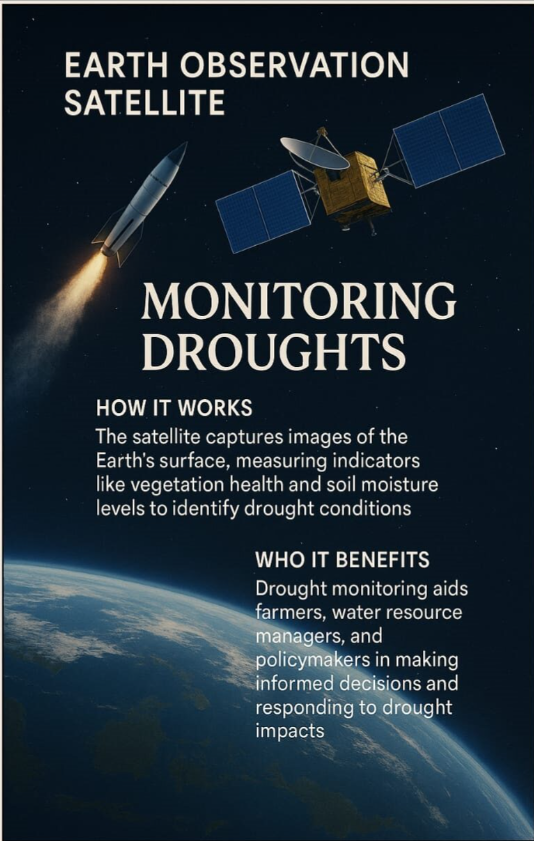 EARTH OBSERVATION
SATELLITE
MONITORING
DROUGHTS
HOW IT WORKS
The satellite captures images of the
Earth's surface, measuring indicators
like vegetation health and soil moisture
levels to identify drought conditions
WHO IT BENEFITS
Drought monitoring aids
farmers, water resource
managers, and
policymakers in making
informed decisions and
responding to drought
impacts